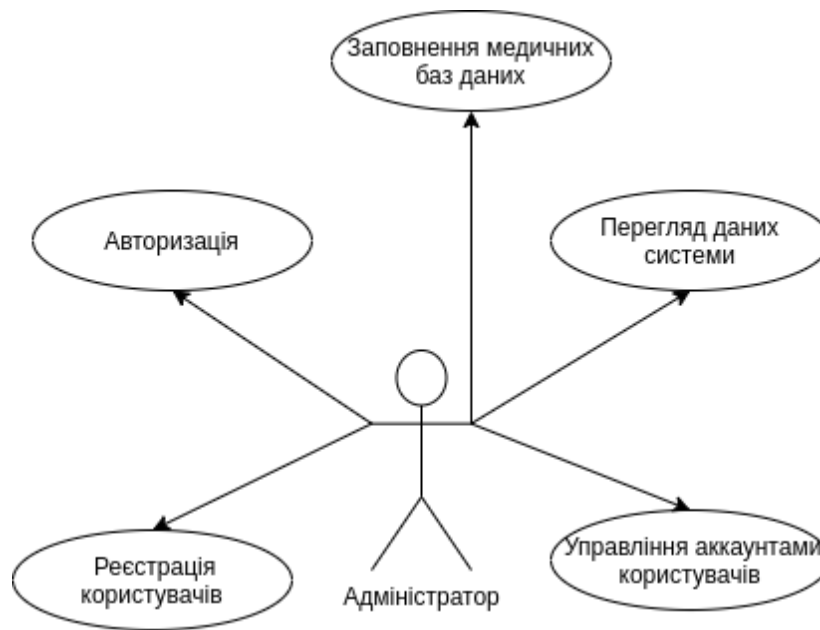 Заповнення медичних
баз даних
Авторизація
Перегляд даних
системи
Реєстрація
користувачів
Адміністратор
Управління аккаунтами
користувачів